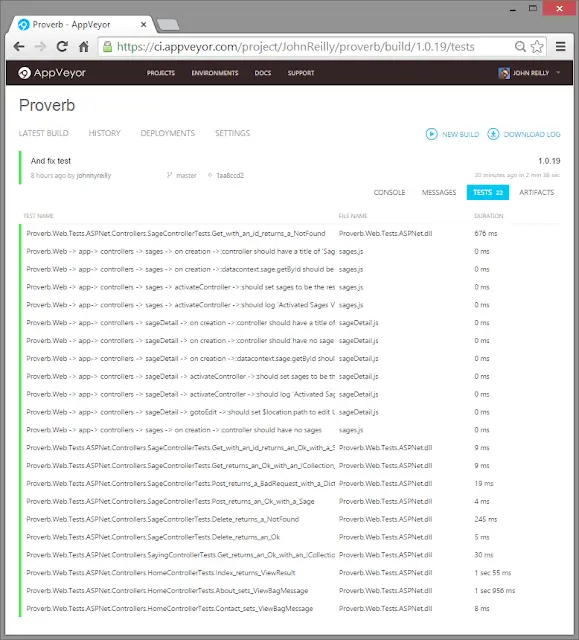 Proverb - AppVeyor
https://ci.appveyor.com/project/JohnReilly/proverb/build/1.0.19/tests
AppVeyor PROJECTS ENVIRONMENTS DOCS SUPPORT JOHN REILLY
Proverb
LATEST BUILD HISTORY DEPLOYMENTS SETTINGS NEW BUILD DOWNLOAD LOG
And fix test 1.0.19
8 hours ago by johnnyreilly master 1aa8ccd2 20 minutes ago in 2 min 38 sec
CONSOLE MESSAGES TESTS 22 ARTIFACTS
TEST NAME FILE NAME DURATION
Proverb.Web.Tests.ASPNet.Controllers.SageControllerTests.Get_with_an_id_returns_a_NotFound Proverb.Web.Tests.ASPNet.dll 676 ms
Proverb.Web -> app-> controllers -> sages -> on creation ->:controller should have a title of 'Sag sages.js 0 ms
Proverb.Web -> app-> controllers -> sages -> on creation ->:datacontext.sage.getById should be sages.js 0 ms
Proverb.Web -> app-> controllers -> sages -> activateController ->:should set sages to be the res sages.js 0 ms
Proverb.Web -> app-> controllers -> sages -> activateController ->:should log 'Activated Sages V sages.js 0 ms
Proverb.Web -> app-> controllers -> sageDetail -> on creation ->:controller should have a title of sageDetail.js 0 ms
Proverb.Web -> app-> controllers -> sageDetail -> on creation ->:controller should have no sage sageDetail.js 0 ms
Proverb.Web -> app-> controllers -> sageDetail -> on creation ->:datacontext.sage.getById shoul sageDetail.js 0 ms
Proverb.Web -> app-> controllers -> sageDetail -> activateController ->:should set sages to be th sageDetail.js 0 ms
Proverb.Web -> app-> controllers -> sageDetail -> activateController ->:should log 'Activated Sag sageDetail.js 0 ms
Proverb.Web -> app-> controllers -> sageDetail -> gotoEdit ->:should set $location.path to edit U sageDetail.js 0 ms
Proverb.Web -> app-> controllers -> sages -> on creation ->:controller should have no sages sages.js 0 ms
Proverb.Web.Tests.ASPNet.Controllers.SageControllerTests.Get_with_an_id_returns_an_Ok_with_a_S Proverb.Web.Tests.ASPNet.dll 9 ms
Proverb.Web.Tests.ASPNet.Controllers.SageControllerTests.Get_returns_an_Ok_with_an_ICollection_ Proverb.Web.Tests.ASPNet.dll 9 ms
Proverb.Web.Tests.ASPNet.Controllers.SageControllerTests.Post_returns_a_BadRequest_with_a_Dict Proverb.Web.Tests.ASPNet.dll 19 ms
Proverb.Web.Tests.ASPNet.Controllers.SageControllerTests.Post_returns_an_Ok_with_a_Sage Proverb.Web.Tests.ASPNet.dll 4 ms
Proverb.Web.Tests.ASPNet.Controllers.SageControllerTests.Delete_returns_a_NotFound Proverb.Web.Tests.ASPNet.dll 245 ms
Proverb.Web.Tests.ASPNet.Controllers.SageControllerTests.Delete_returns_an_Ok Proverb.Web.Tests.ASPNet.dll 5 ms
Proverb.Web.Tests.ASPNet.Controllers.SayingControllerTests.Get_returns_an_Ok_with_an_ICollectio Proverb.Web.Tests.ASPNet.dll 30 ms
Proverb.Web.Tests.ASPNet.Controllers.HomeControllerTests.Index_returns_ViewResult Proverb.Web.Tests.ASPNet.dll 1 sec 55 ms
Proverb.Web.Tests.ASPNet.Controllers.HomeControllerTests.About_sets_ViewBagMessage Proverb.Web.Tests.ASPNet.dll 1 sec 956 ms
Proverb.Web.Tests.ASPNet.Controllers.HomeControllerTests.Contact_sets_ViewBagMessage Proverb.Web.Tests.ASPNet.dll 8 ms